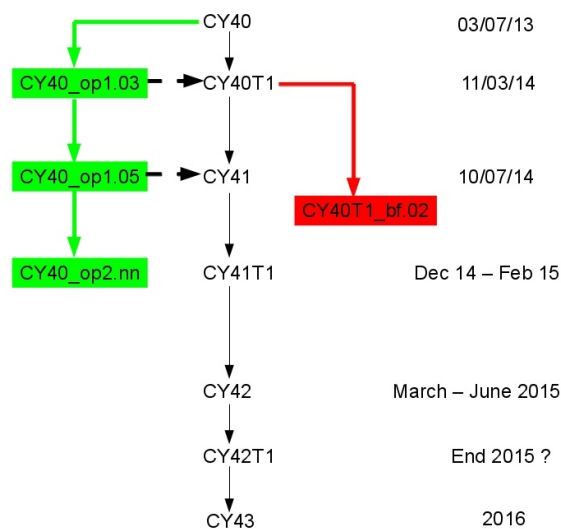 CY40 03/07/13
CY40_op1.03 CY40T1 11/03/14
CY40_op1.05 CY41 10/07/14
CY40T1_bf.02
CY40_op2.nn CY41T1 Dec 14 – Feb 15
CY42 March – June 2015
CY42T1 End 2015 ?
CY43 2016